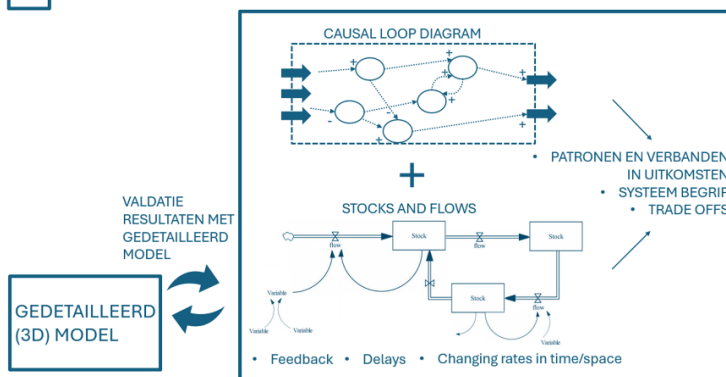 CAUSAL LOOP DIAGRAM
+
+
+
+
+
-
-
+
+
+
• PATRONEN EN VERBANDEN
IN UITKOMSTEN
• SYSTEEM BEGRIP
• TRADE OFFS
VALDATIE
RESULTATEN MET
GEDETAILLEERD
MODEL
STOCKS AND FLOWS
Stock
Stock
flow
flow
Stock
flow
Variable
Variable
Variable
Variable
GEDETAILLEERD
(3D) MODEL
• Feedback • Delays • Changing rates in time/space